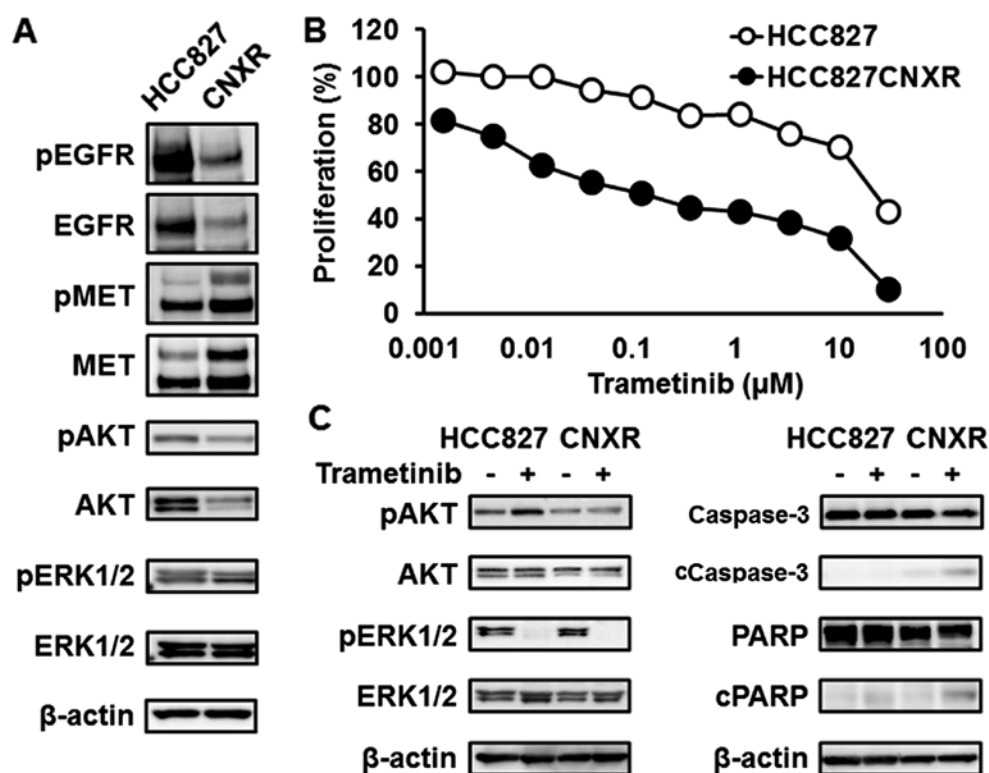 A
HCC827
CNXR
pEGFR
EGFR
pMET
MET
pAKT
AKT
pERK1/2
ERK1/2
β-actin
B
HCC827
HCC827CNXR
Proliferation (%)
120
100
80
60
40
20
0
0.001 0.01 0.1 1 10 100
Trametinib (μM)
C
HCC827 CNXR
Trametinib - + - +
pAKT
AKT
pERK1/2
ERK1/2
β-actin
HCC827 CNXR
- + - +
Caspase-3
cCaspase-3
PARP
cPARP
β-actin